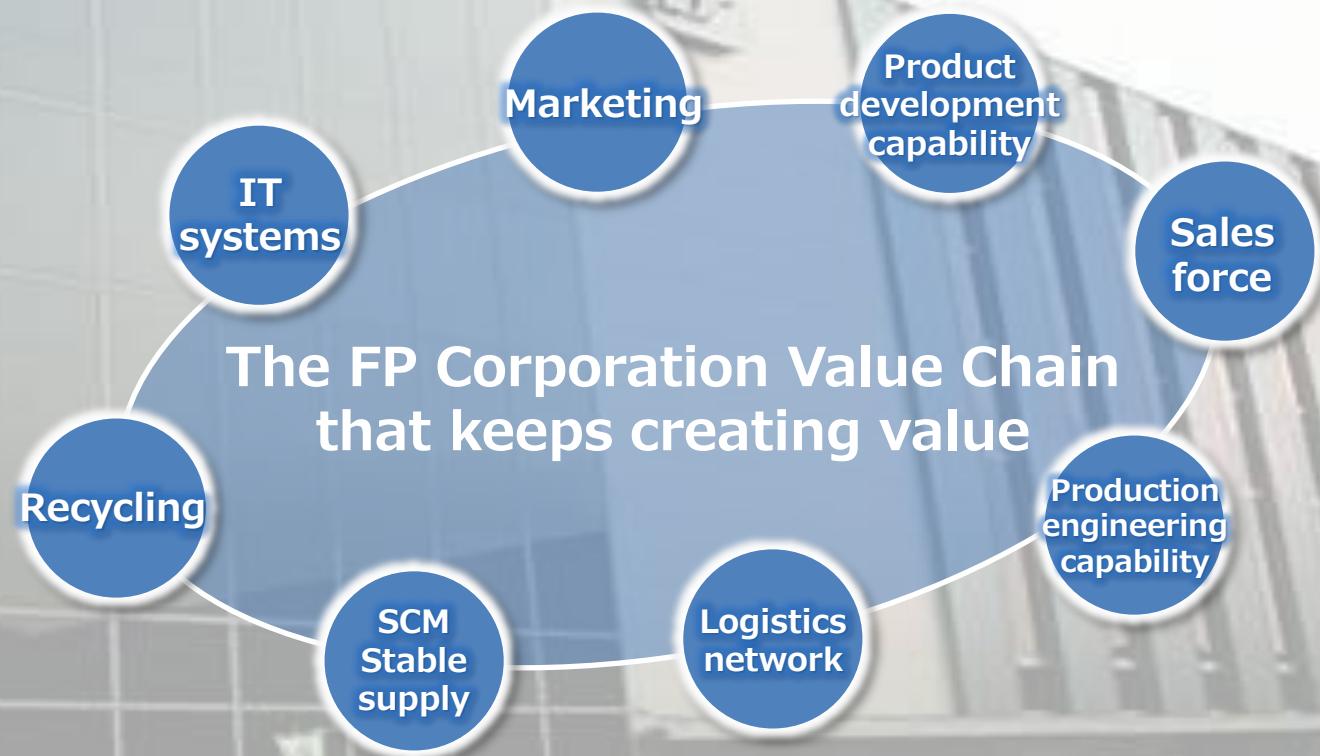 Marketing
Product
development
capability
IT
systems
Sales
force
The FP Corporation Value Chain
that keeps creating value
Recycling
Production
engineering
capability
SCM
Stable
supply
Logistics
network